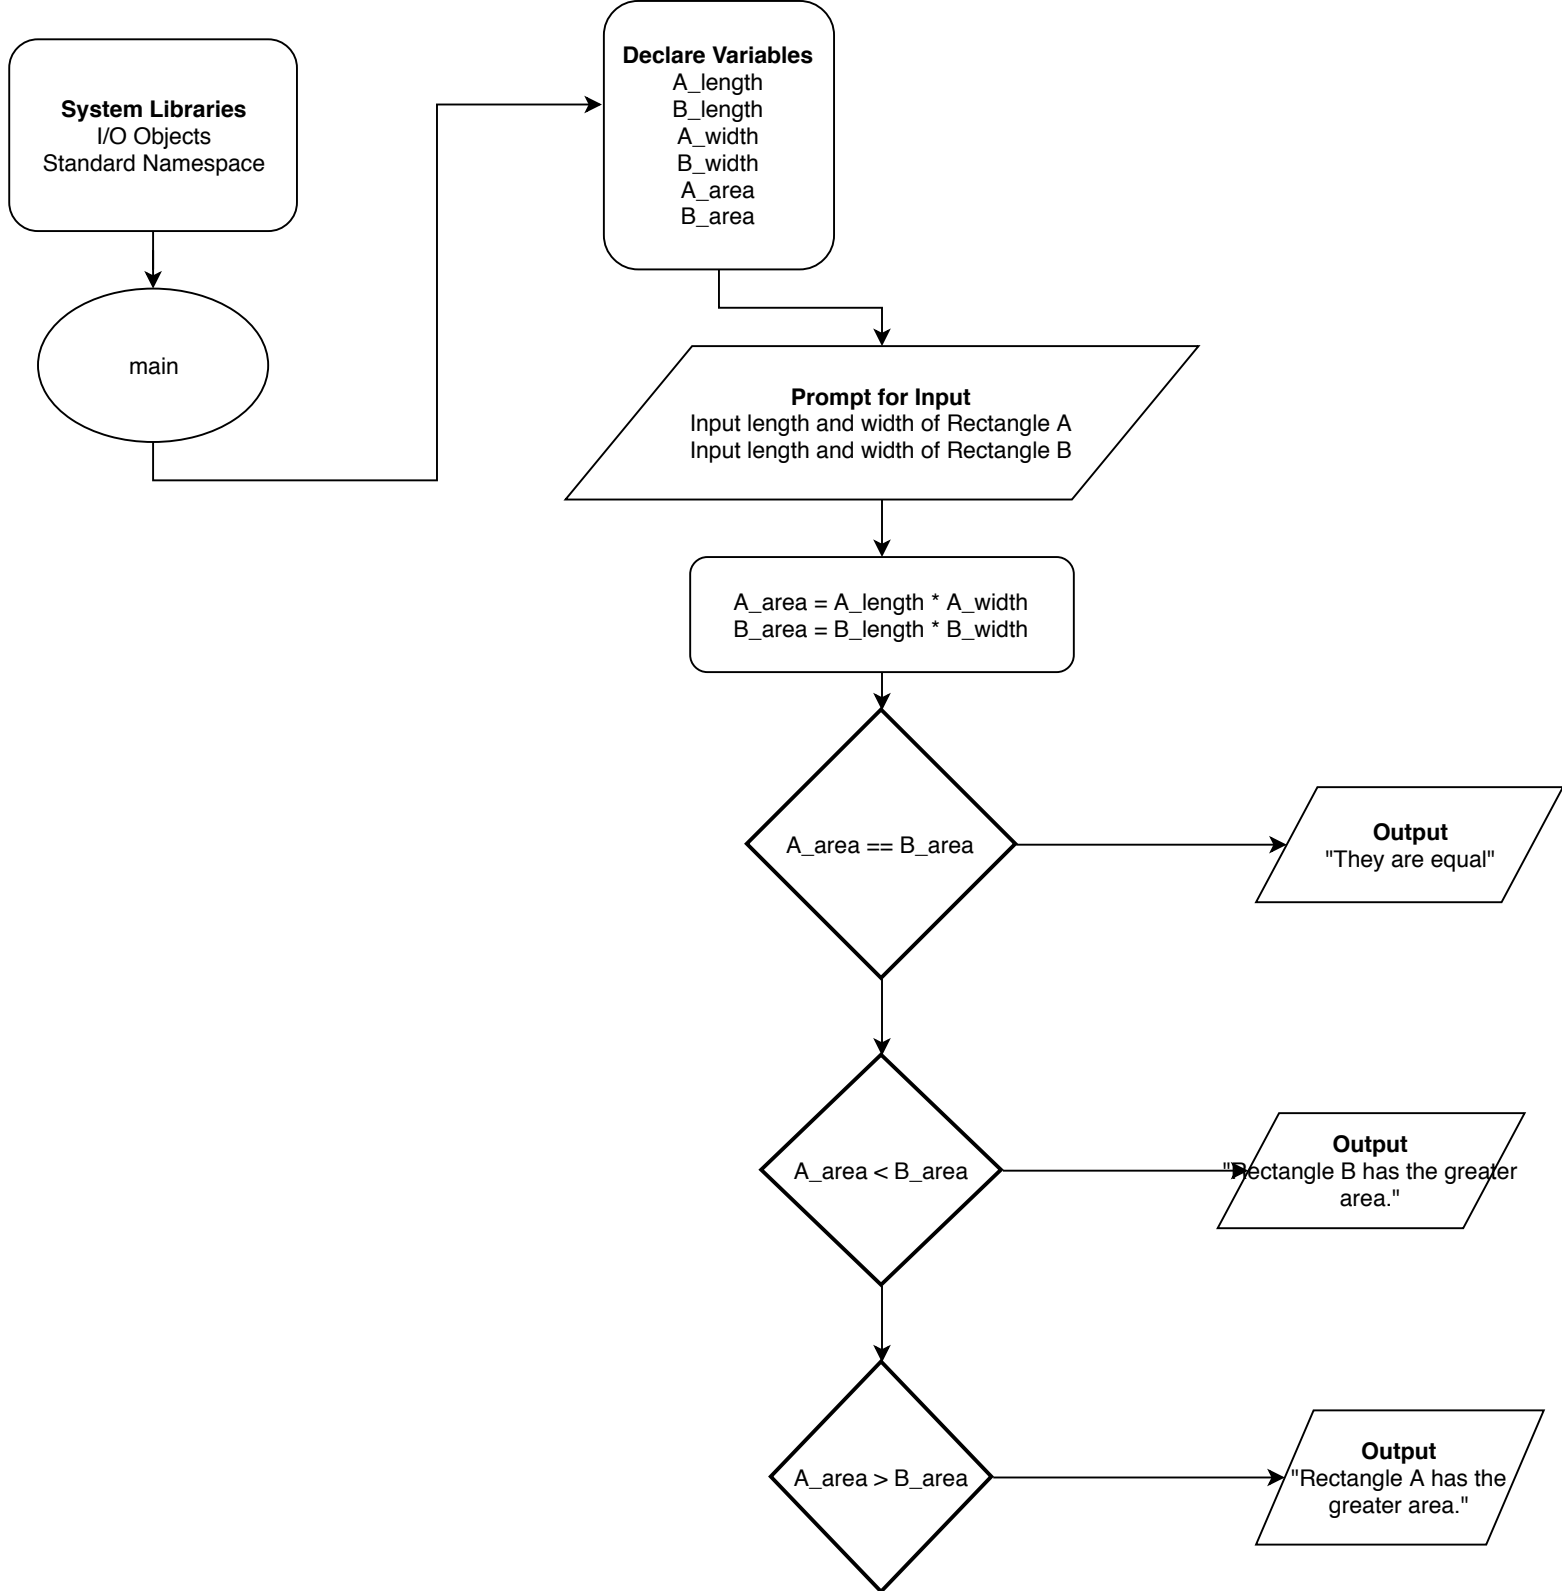 System Libraries
I/O Objects
Standard Namespace
main
Declare Variables
A_length
B_length
A_width
B_width
A_area
B_area
Prompt for Input
Input length and width of Rectangle A
Input length and width of Rectangle B
A_area = A_length * A_width
B_area = B_length * B_width
A_area == B_area
Output
"They are equal"
A_area < B_area
Output
"Rectangle B has the greater
area."
A_area > B_area
Output
"Rectangle A has the
greater area."